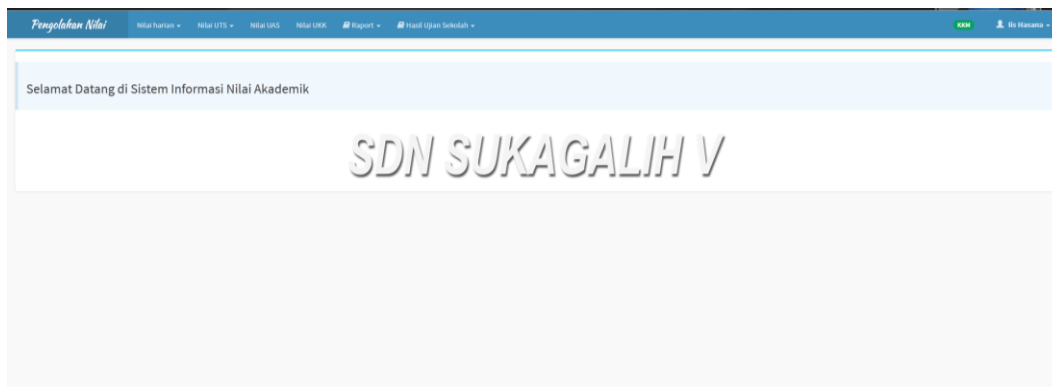 Pengolahan Nilai Nilai harian Nilai UTS Nilai UAS Nilai UKK Raport Hasil Ujian Sekolah KKM Iis Hasana
Selamat Datang di Sistem Informasi Nilai Akademik
SDN SUKAGALIH V